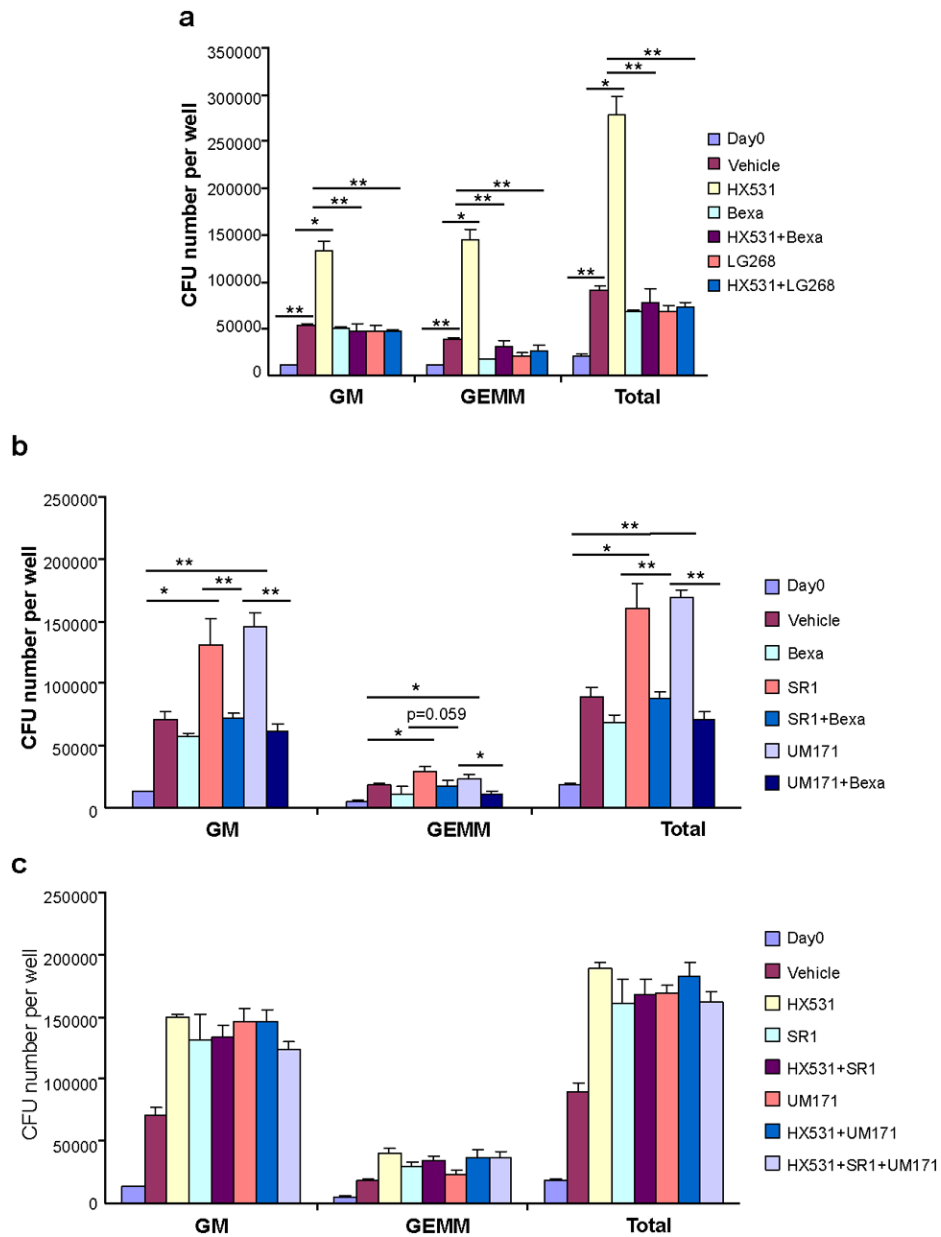 a
CFU number per well
350000
300000
250000
200000
150000
100000
50000
0
**
*
**
**
**
*
**
**
**
*
**
**
GM
GEMM
Total
Day0
Vehicle
HX531
Bexa
HX531+Bexa
LG268
HX531+LG268
b
CFU number per well
250000
200000
150000
100000
50000
0
**
*
**
**
*
p=0.059
*
*
**
*
**
**
GM
GEMM
Total
Day0
Vehicle
Bexa
SR1
SR1+Bexa
UM171
UM171+Bexa
c
CFU number per well
250000
200000
150000
100000
50000
0
GM
GEMM
Total
Day0
Vehicle
HX531
SR1
HX531+SR1
UM171
HX531+UM171
HX531+SR1+UM171